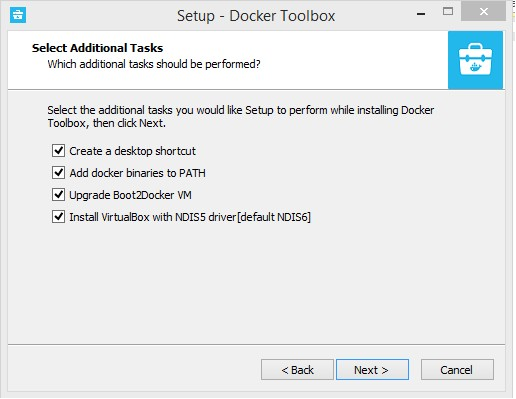 Setup - Docker Toolbox
Select Additional Tasks
Which additional tasks should be performed?
Select the additional tasks you would like Setup to perform while installing Docker
Toolbox, then click Next.
Create a desktop shortcut
Add docker binaries to PATH
Upgrade Boot2Docker VM
Install VirtualBox with NDIS5 driver[default NDIS6]
< Back
Next >
Cancel